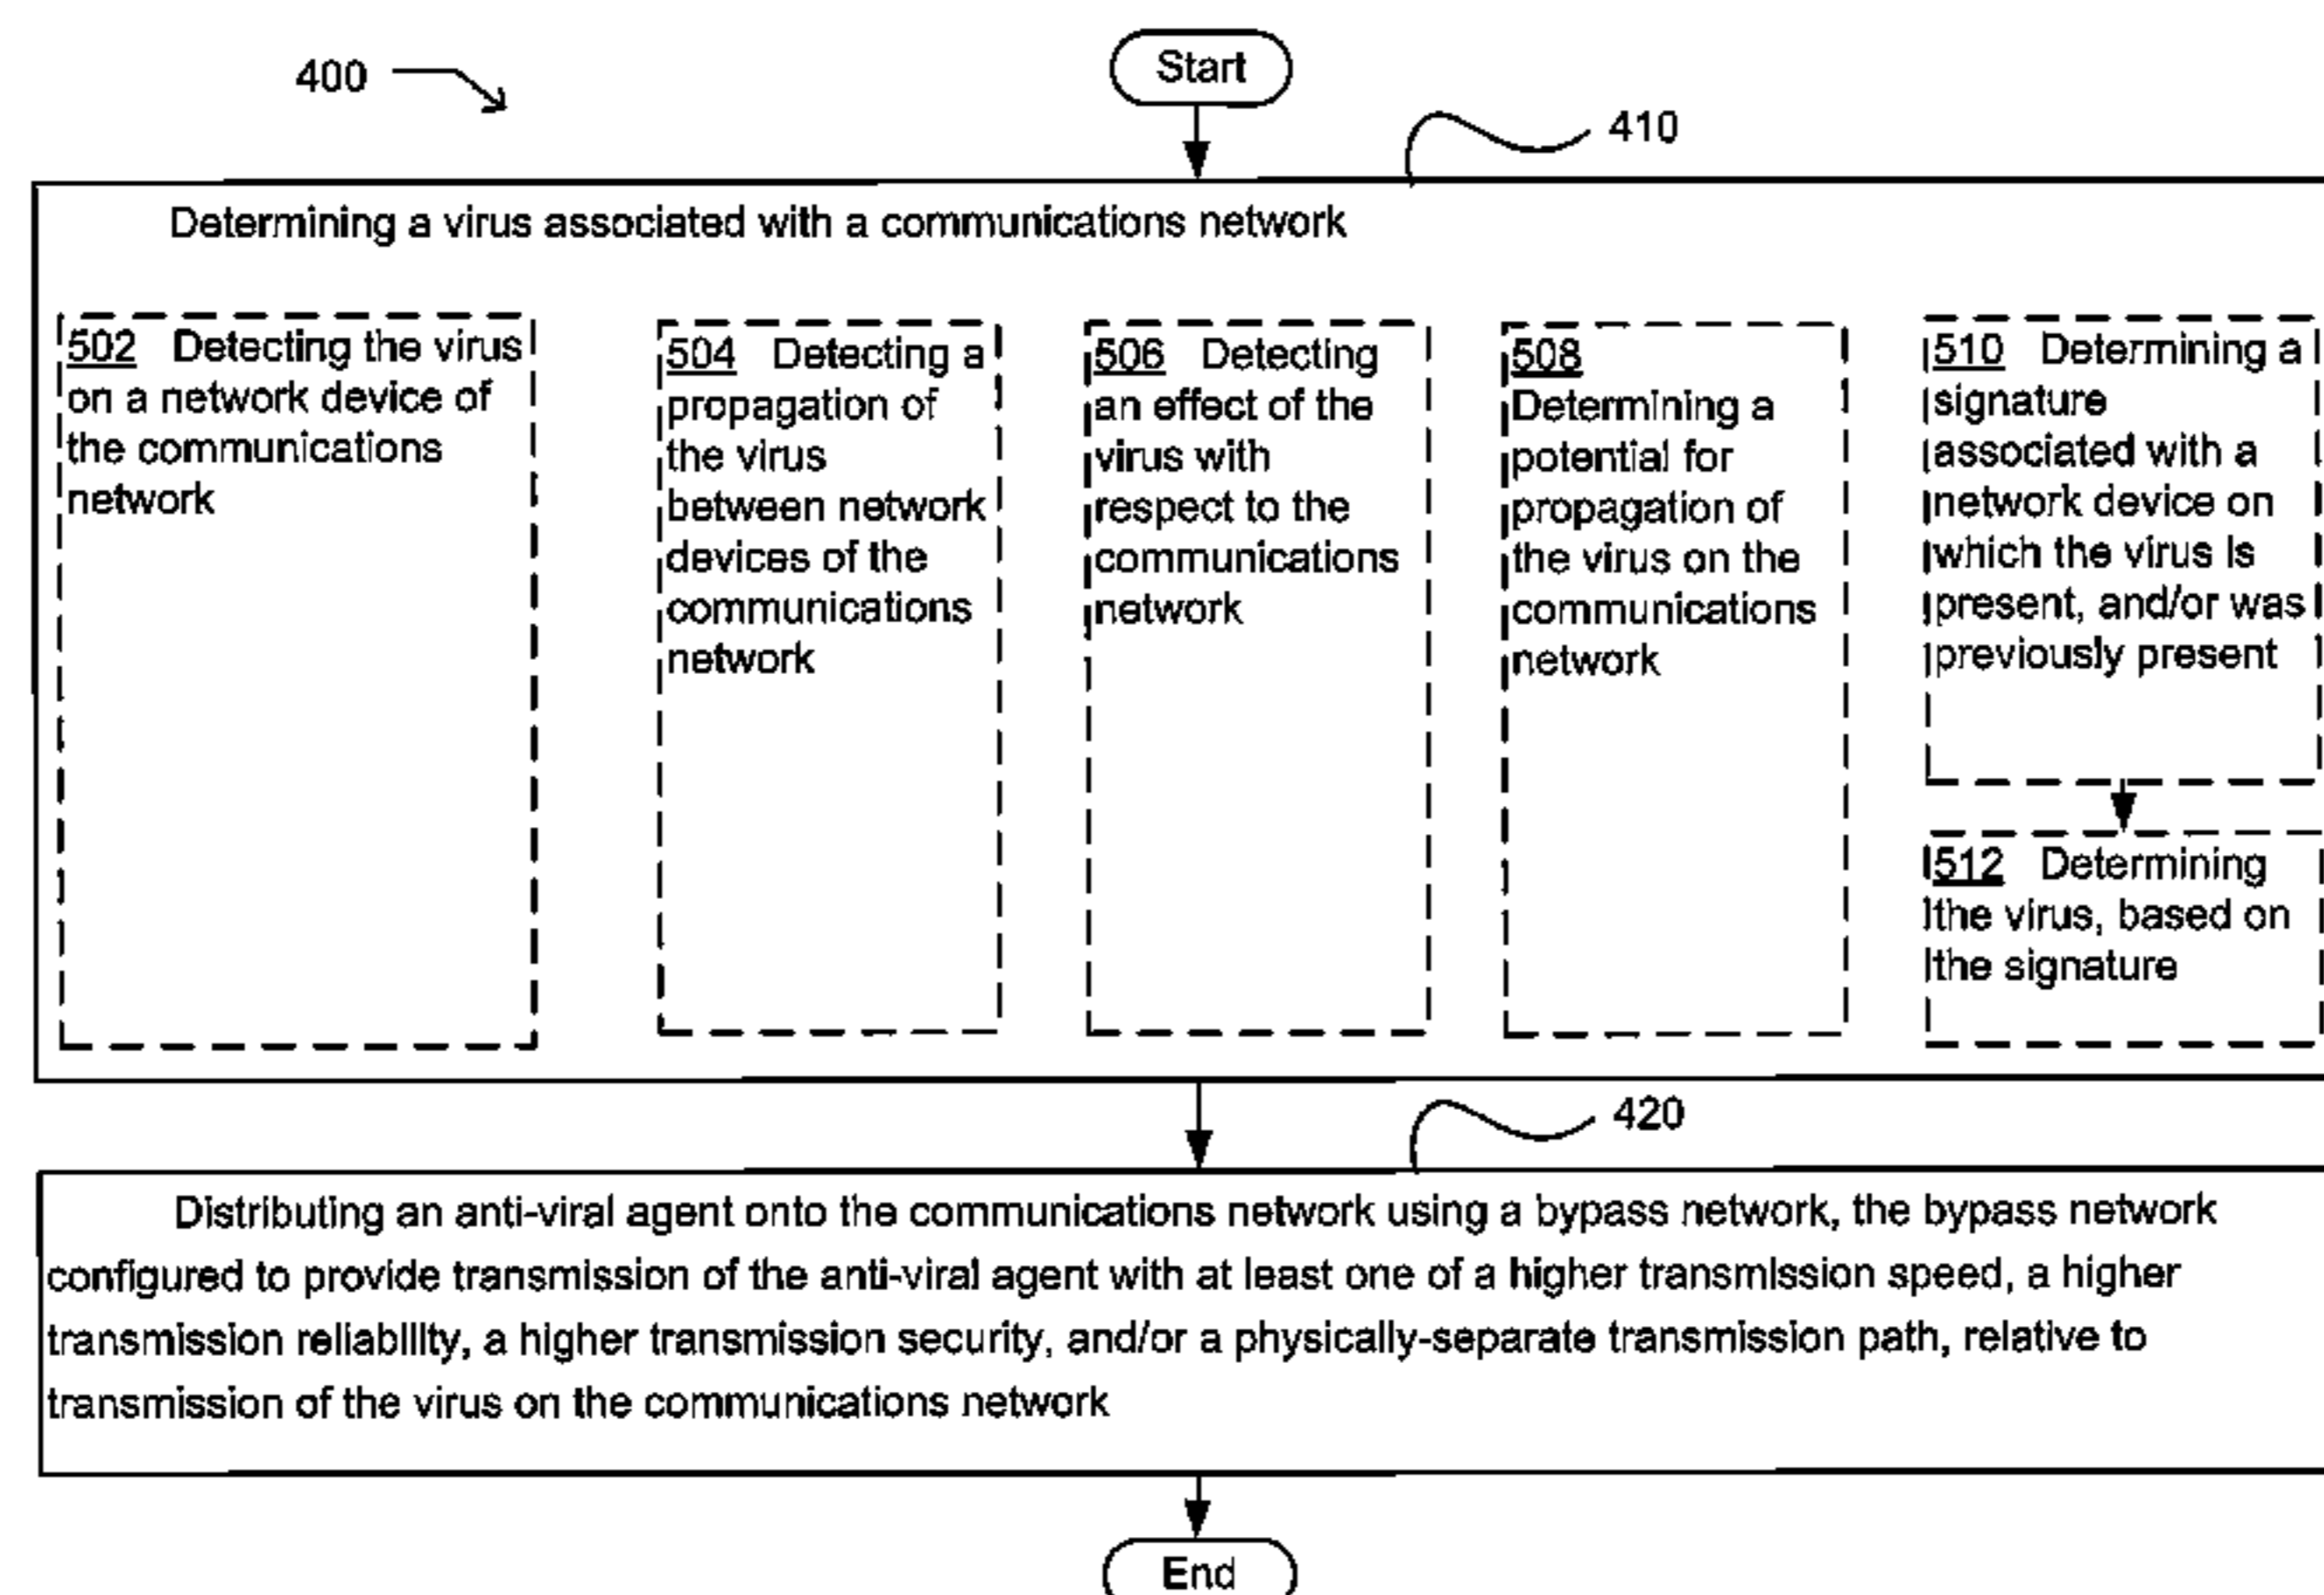 Start
400
410
Determining a virus associated with a communications network
502 Detecting the virus
on a network device of
the communications
network
504 Detecting a
propagation of
the virus
between network
devices of the
communications
network
506 Detecting
an effect of the
virus with
respect to the
communications
network
508
Determining a
potential for
propagation of
the virus on the
communications
network
510 Determining a
signature
associated with a
network device on
which the virus is
present, and/or was
previously present
512 Determining
the virus, based on
the signature
420
Distributing an anti-viral agent onto the communications network using a bypass network, the bypass network
configured to provide transmission of the anti-viral agent with at least one of a higher transmission speed, a higher
transmission reliability, a higher transmission security, and/or a physically-separate transmission path, relative to
transmission of the virus on the communications network
End